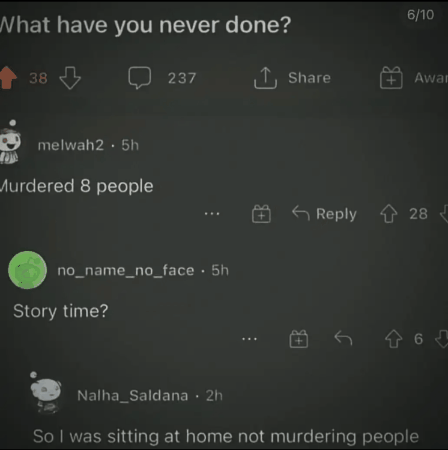 What have you never done?
6/10
38
237
Share
melwah2 · 5h
Murdered 8 people
... Reply 28
no_name_no_face · 5h
Story time?
... 6
Nalha_Saldana · 2h
So I was sitting at home not murdering people